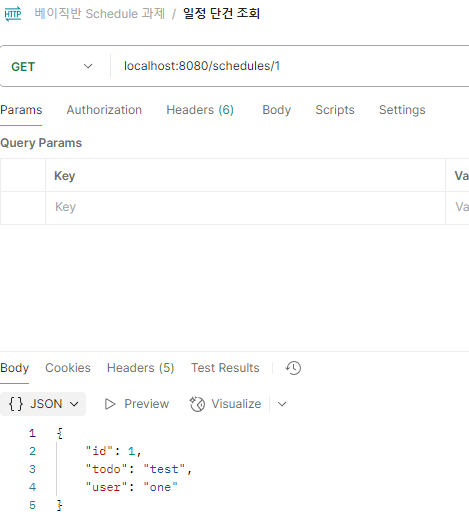 HTTP 베이직반 Schedule 과제 / 일정 단건 조회
GET localhost:8080/schedules/1
Params Authorization Headers (6) Body Scripts Settings
Query Params
Key Va
Key Va
Body Cookies Headers (5) Test Results
{} JSON Preview Visualize
1 {
2 "id": 1,
3 "todo": "test",
4 "user": "one"
5 }